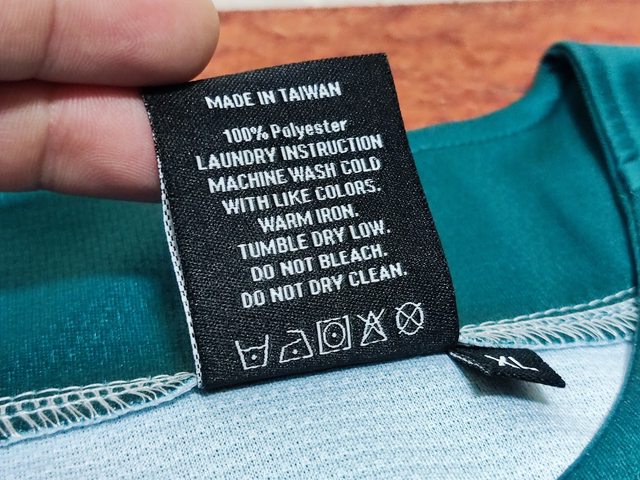 MADE IN TAIWAN
100% Polyester
LAUNDRY INSTRUCTION
MACHINE WASH COLD
WITH LIKE COLORS.
WARM IRON.
TUMBLE DRY LOW.
DO NOT BLEACH.
DO NOT DRY CLEAN.
XL